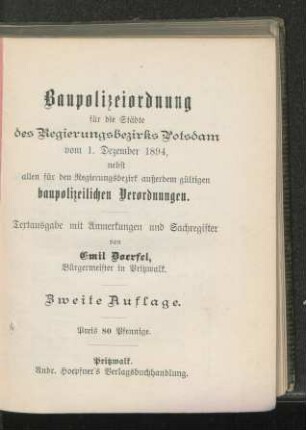 Baupolizeiordnung
für die Städte
des Regierungsbezirks Potsdam
vom 1. Dezember 1894,
nebst
allen für den Regierungsbezirk außerdem gültigen
baupolizeilichen Verordnungen.
Textausgabe mit Anmerkungen und Sachregister
von
Emil Doerfel,
Bürgermeister in Pritzwalk.
Zweite Auflage.
Preis 80 Pfennige.
Pritzwalk.
Andr. Hoepfner's Verlagsbuchhandlung.